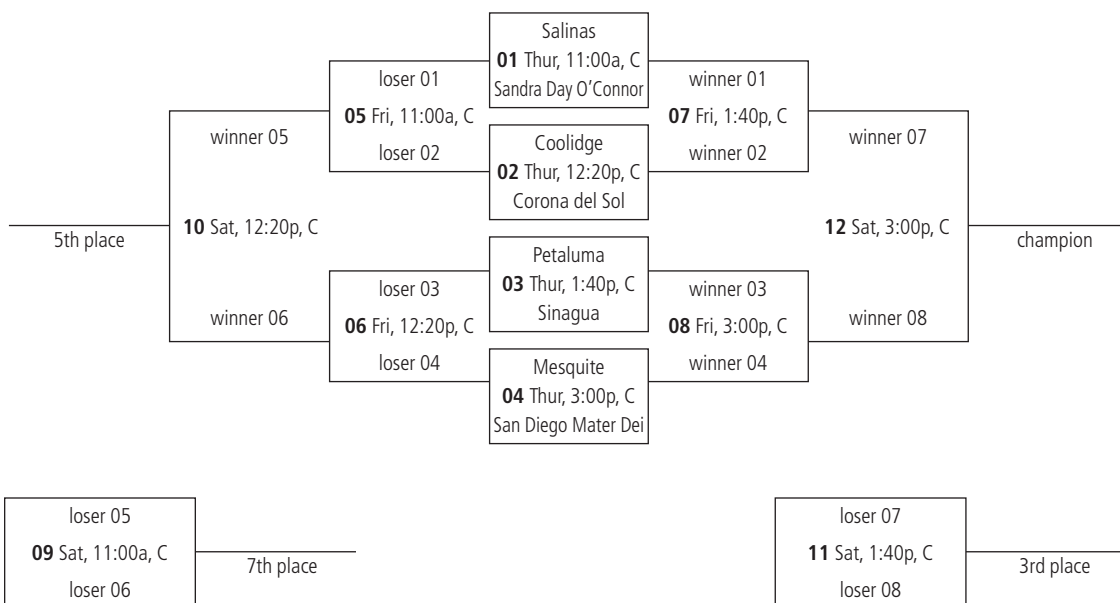 Salinas
01 Thur, 11:00a, C
Sandra Day O'Connor
loser 01
05 Fri, 11:00a, C
loser 02
winner 01
07 Fri, 1:40p, C
winner 02
winner 05
10 Sat, 12:20p, C
winner 06
5th place
Coolidge
02 Thur, 12:20p, C
Corona del Sol
winner 07
12 Sat, 3:00p, C
winner 08
champion
Petaluma
03 Thur, 1:40p, C
Sinagua
loser 03
06 Fri, 12:20p, C
loser 04
winner 03
08 Fri, 3:00p, C
winner 04
Mesquite
04 Thur, 3:00p, C
San Diego Mater Dei
loser 05
09 Sat, 11:00a, C
loser 06
7th place
loser 07
11 Sat, 1:40p, C
loser 08
3rd place